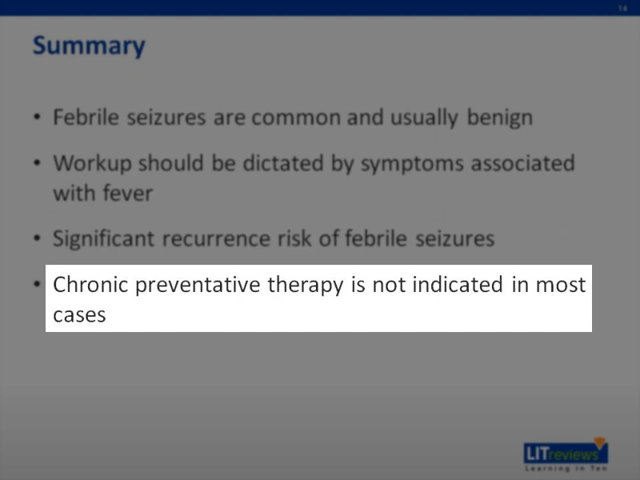 14
Summary
• Febrile seizures are common and usually benign
• Workup should be dictated by symptoms associated
with fever
• Significant recurrence risk of febrile seizures
• Chronic preventative therapy is not indicated in most
cases
LITreviews
Learning in Ten